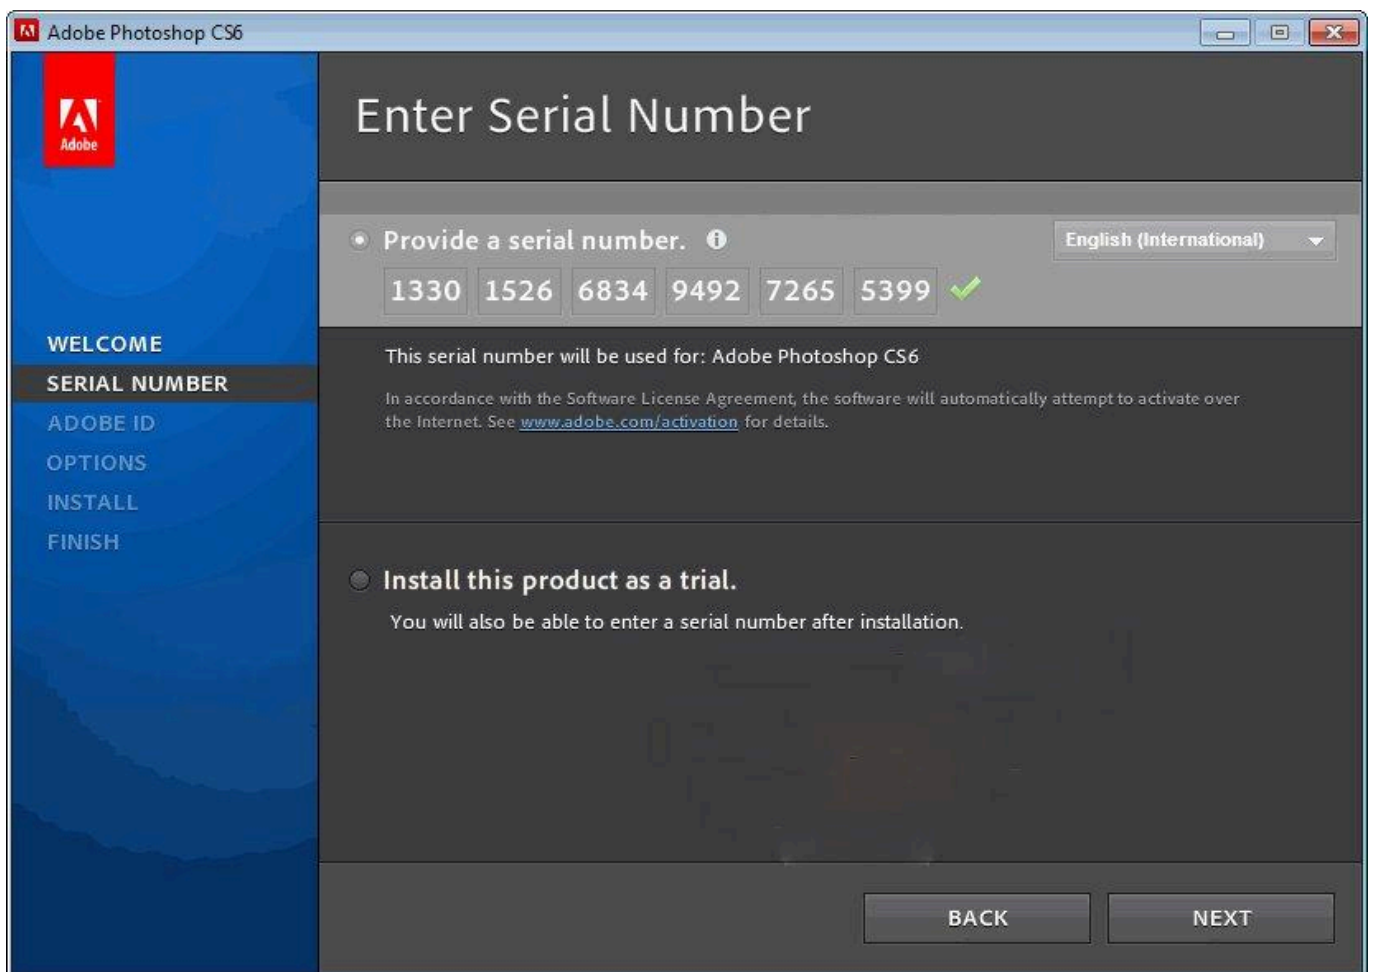 Adobe Photoshop CS6
Adobe
Enter Serial Number
Provide a serial number.
English (International)
1330 1526 6834 9492 7265 5399
WELCOME
SERIAL NUMBER
ADOBE ID
OPTIONS
INSTALL
FINISH
This serial number will be used for: Adobe Photoshop CS6
In accordance with the Software License Agreement, the software will automatically attempt to activate over
the Internet. See www.adobe.com/activation for details.
Install this product as a trial.
You will also be able to enter a serial number after installation.
BACK
NEXT